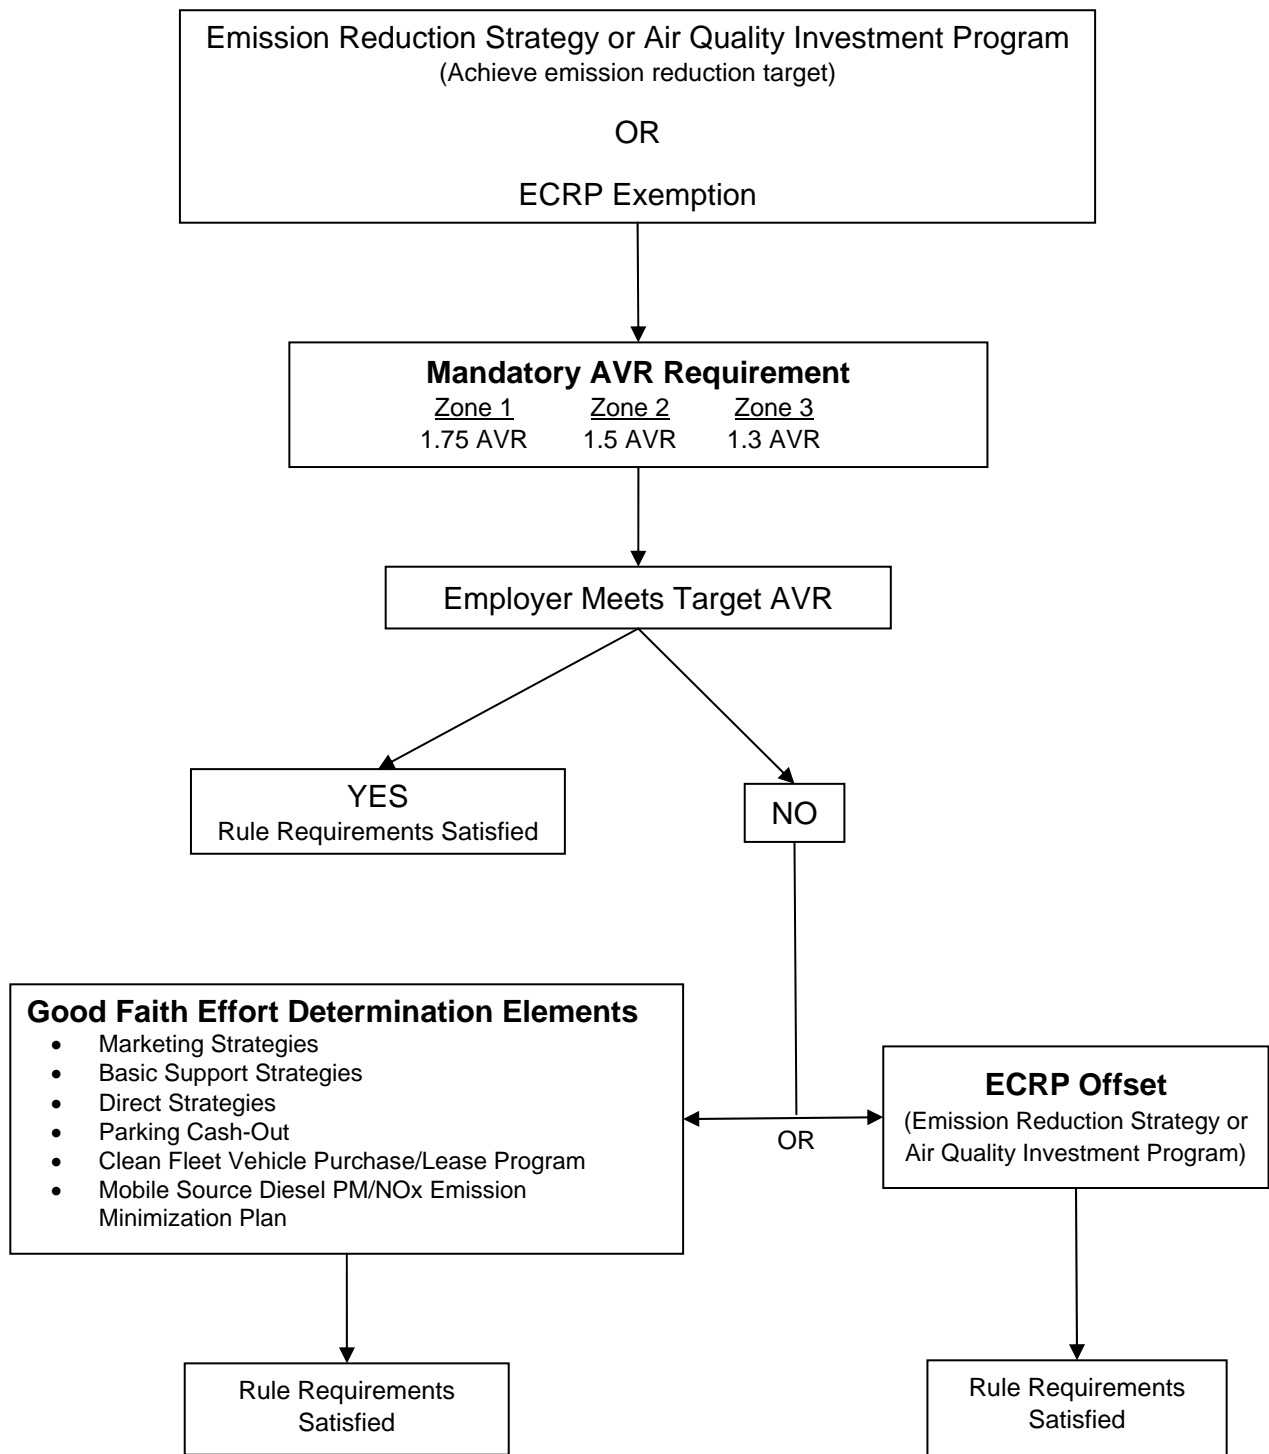 Emission Reduction Strategy or Air Quality Investment Program
(Achieve emission reduction target)
OR
ECRP Exemption
Mandatory AVR Requirement
Zone 1 Zone 2 Zone 3
1.75 AVR 1.5 AVR 1.3 AVR
Employer Meets Target AVR
YES
Rule Requirements Satisfied
NO
Good Faith Effort Determination Elements
• Marketing Strategies
• Basic Support Strategies
• Direct Strategies
• Parking Cash-Out
• Clean Fleet Vehicle Purchase/Lease Program
• Mobile Source Diesel PM/NOx Emission
Minimization Plan
OR
ECRP Offset
(Emission Reduction Strategy or
Air Quality Investment Program)
Rule Requirements
Satisfied
Rule Requirements
Satisfied